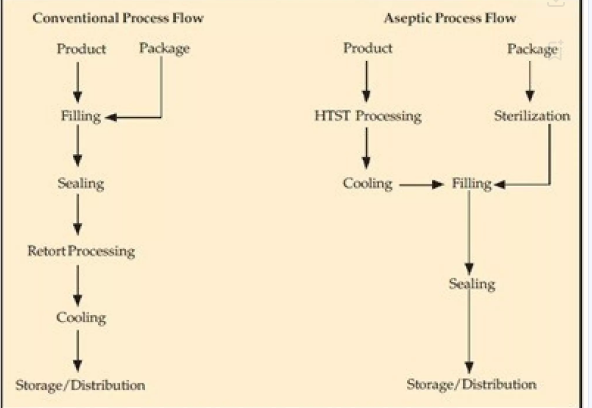 Conventional Process Flow
Product Package
Filling
Sealing
Retort Processing
Cooling
Storage/Distribution
Aseptic Process Flow
Product Package
HTST Processing Sterilization
Cooling Filling
Sealing
Storage/Distribution